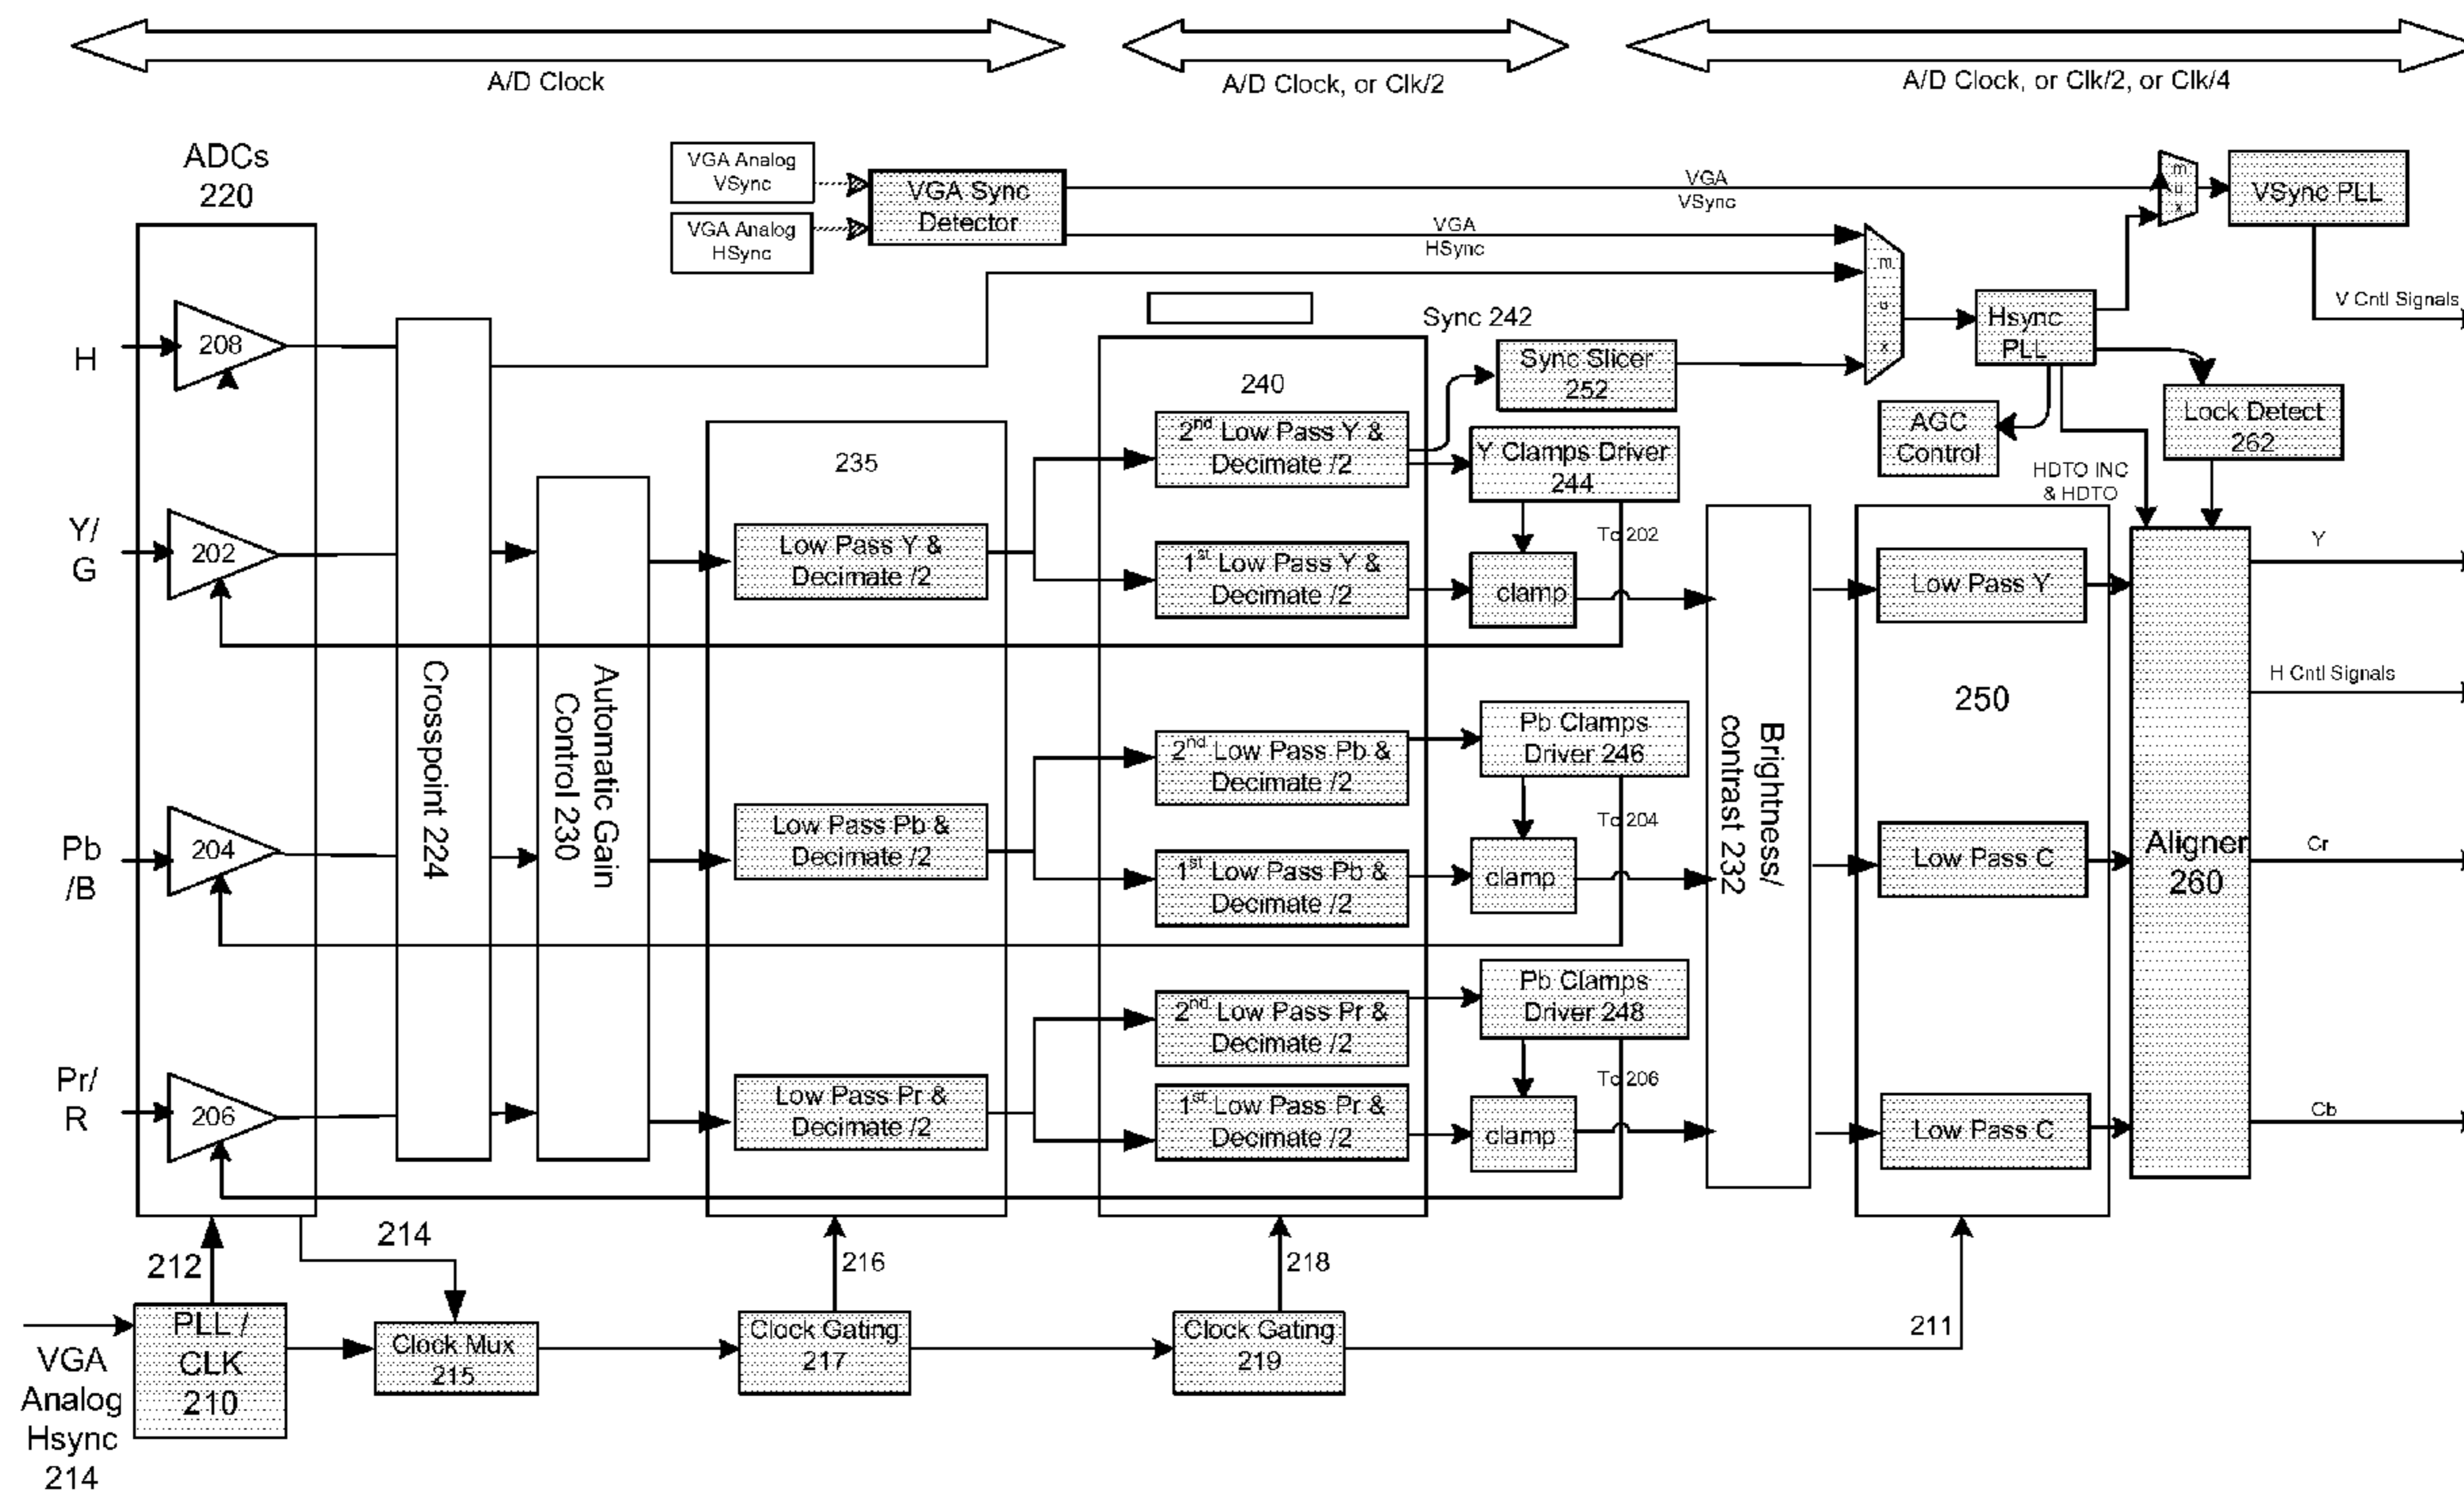 A/D Clock
A/D Clock, or Clk/2
A/D Clock, or Clk/2, or Clk/4
ADCs
220
VGA Analog
VSync
VGA Analog
HSync
VGA Sync
Detector
VGA
VSync
VGA
HSync
m
u
x
VSync PLL
V Cntl Signals
m
u
x
Hsync
PLL
Sync 242
Sync Slicer
252
AGC
Control
Lock Detect
262
HDTO INC
& HDTO
H
208
Y/
G
202
Pb
/B
204
Pr/
R
206
Crosspoint 224
Automatic Gain
Control 230
235
Low Pass Y &
Decimate /2
Low Pass Pb &
Decimate /2
Low Pass Pr &
Decimate /2
240
2nd Low Pass Y &
Decimate /2
1st Low Pass Y &
Decimate /2
2nd Low Pass Pb &
Decimate /2
1st Low Pass Pb &
Decimate /2
2nd Low Pass Pr &
Decimate /2
1st Low Pass Pr &
Decimate /2
Y Clamps Driver
244
To 202
clamp
Pb Clamps
Driver 246
To 204
clamp
Pb Clamps
Driver 248
To 206
clamp
Brightness/
contrast 232
Low Pass Y
250
Low Pass C
Low Pass C
Aligner
260
Y
H Cntl Signals
Cr
Cb
212
214
216
218
211
PLL /
CLK
210
Clock Mux
215
Clock Gating
217
Clock Gating
219
VGA
Analog
Hsync
214